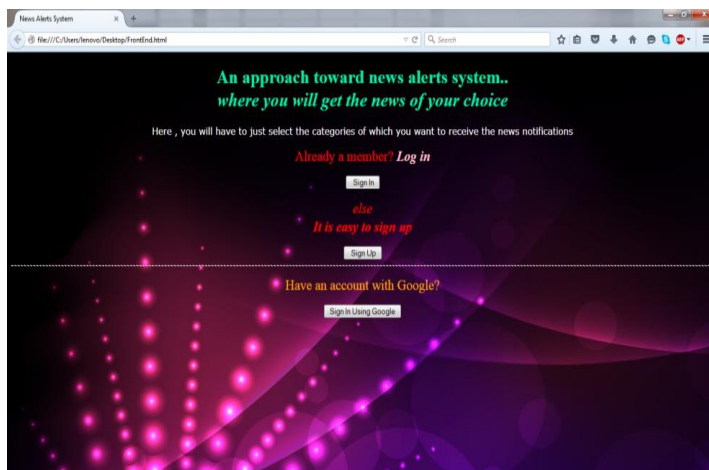 News Alerts System
file:///C:/Users/lenovo/Desktop/FrontEnd.html
Search
ABP
An approach toward news alerts system..
where you will get the news of your choice
Here , you will have to just select the categories of which you want to receive the news notifications
Already a member? Log in
Sign In
else
It is easy to sign up
Sign Up
Have an account with Google?
Sign In Using Google